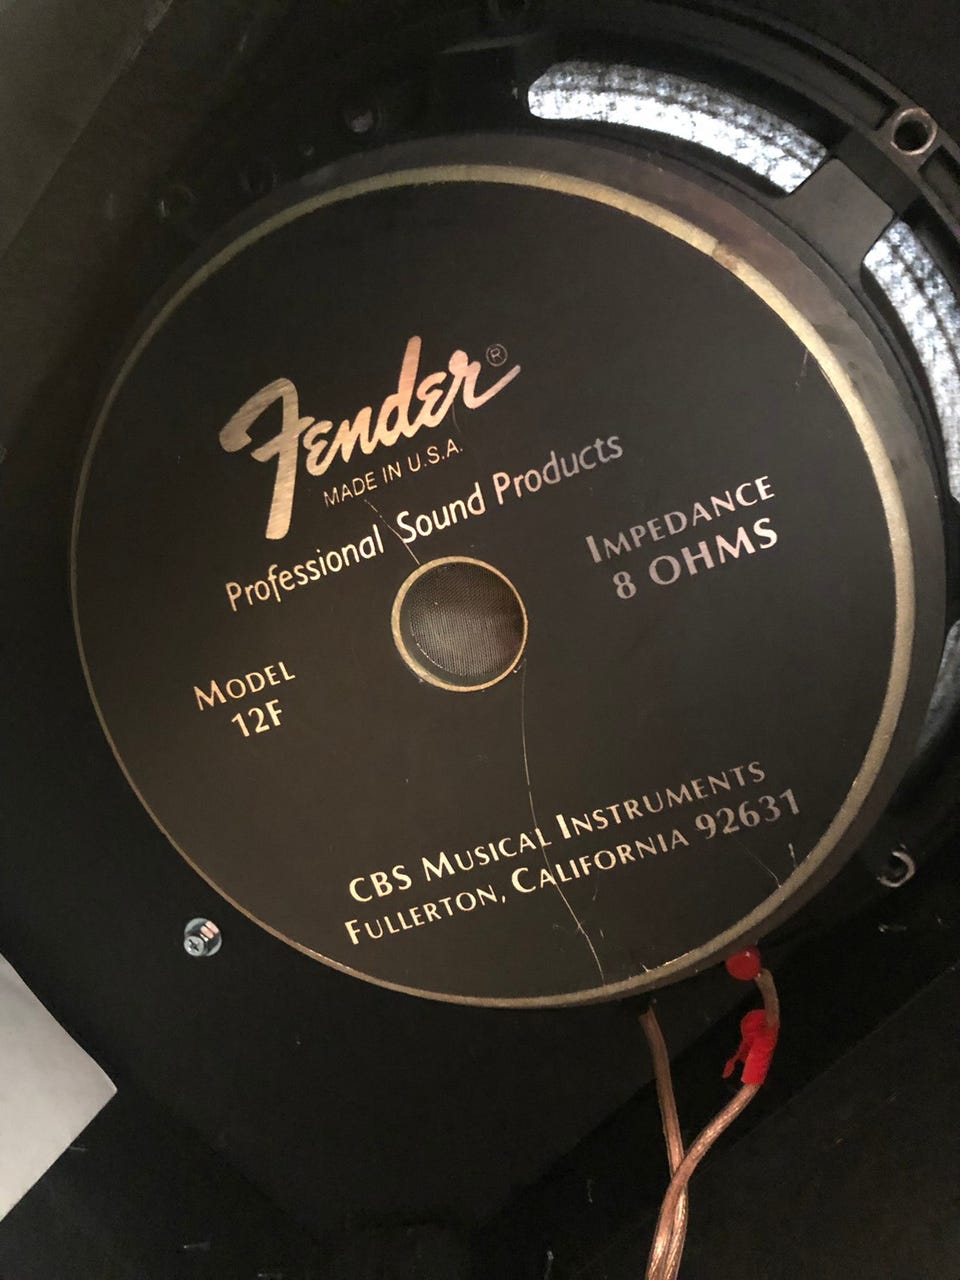 Fender®
MADE IN U.S.A.
Professional Sound Products
IMPEDANCE
8 OHMS
MODEL
12F
CBS MUSICAL INSTRUMENTS
FULLERTON, CALIFORNIA 92631